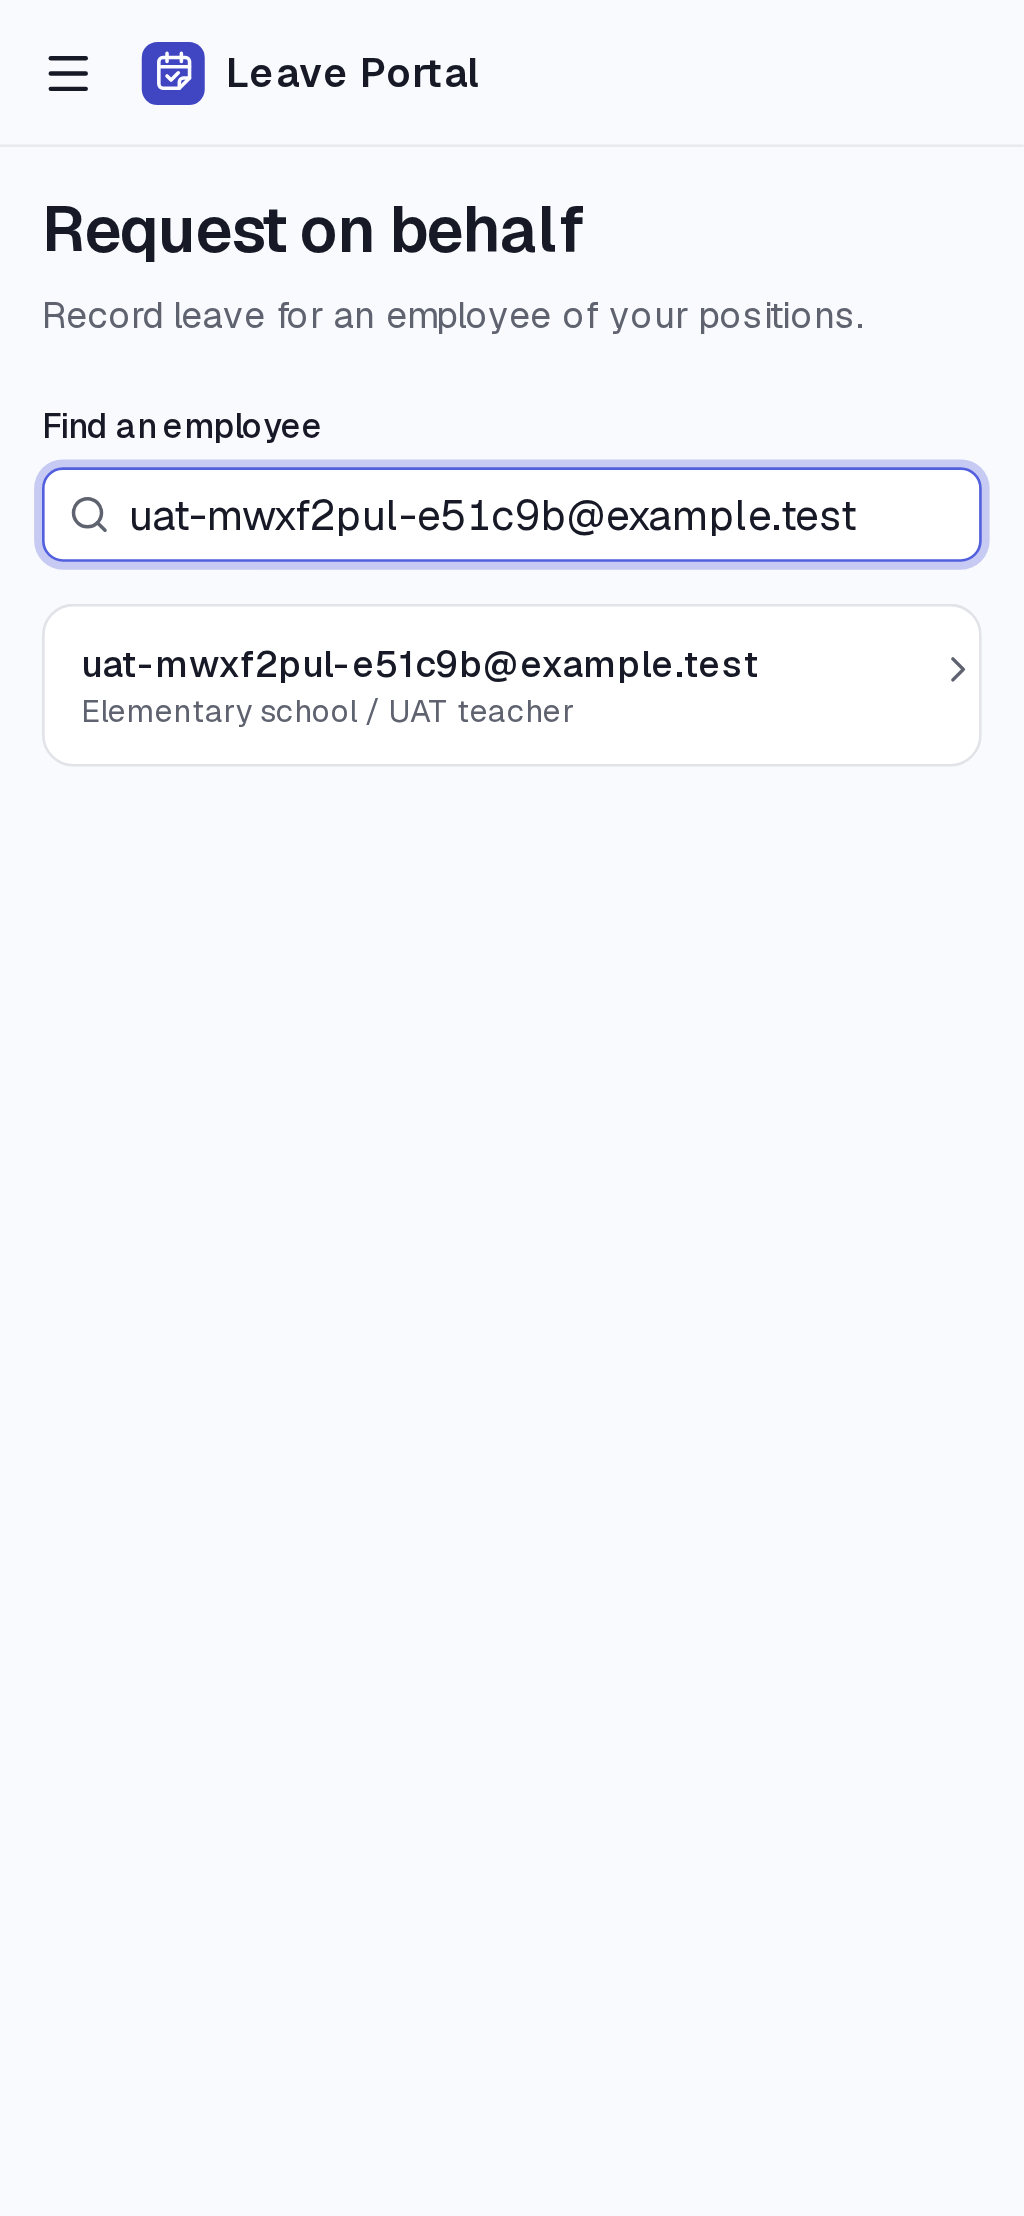 Leave Portal
Request on behalf
Record leave for an employee of your positions.
Find an employee
uat-mwxf2pul-e51c9b@example.test
uat-mwxf2pul-e51c9b@example.test
Elementary school / UAT teacher